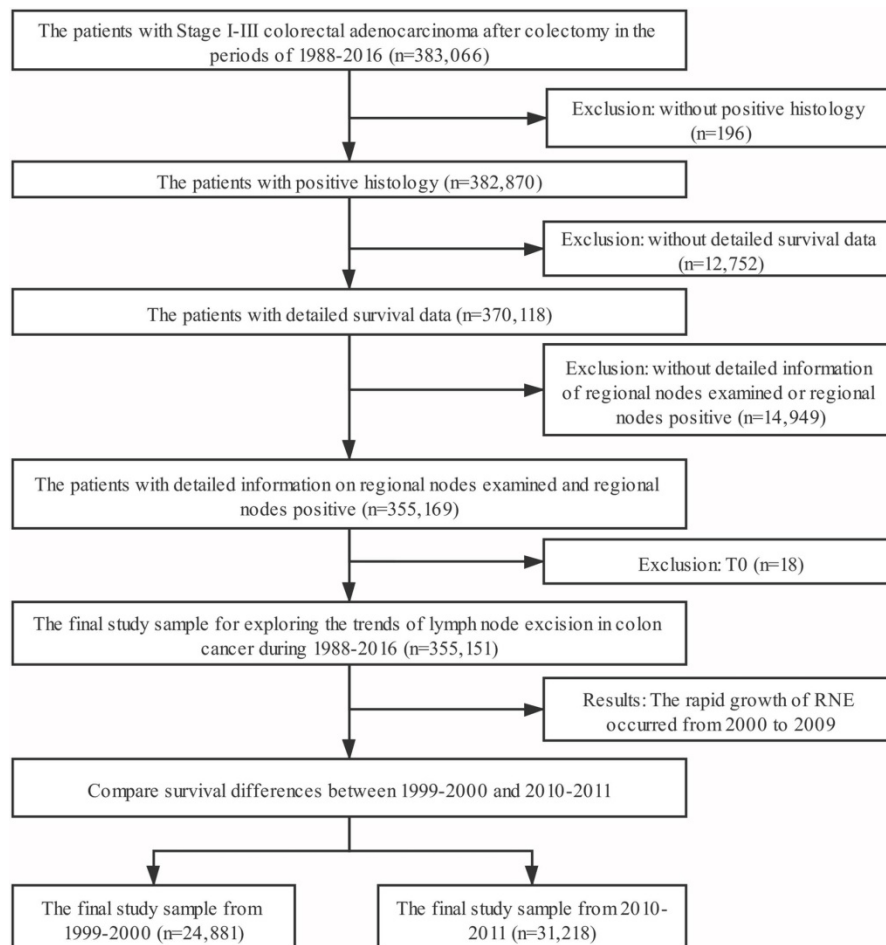 The patients with Stage I-III colorectal adenocarcinoma after colectomy in the
periods of 1988-2016 (n=383,066)
Exclusion: without positive histology
(n=196)
The patients with positive histology (n=382,870)
Exclusion: without detailed survival data
(n=12,752)
The patients with detailed survival data (n=370,118)
Exclusion: without detailed information
of regional nodes examined or regional
nodes positive (n=14,949)
The patients with detailed information on regional nodes examined and regional
nodes positive (n=355,169)
Exclusion: T0 (n=18)
The final study sample for exploring the trends of lymph node excision in colon
cancer during 1988-2016 (n=355,151)
Results: The rapid growth of RNE
occurred from 2000 to 2009
Compare survival differences between 1999-2000 and 2010-2011
The final study sample from
1999-2000 (n=24,881)
The final study sample from 2010-
2011 (n=31,218)